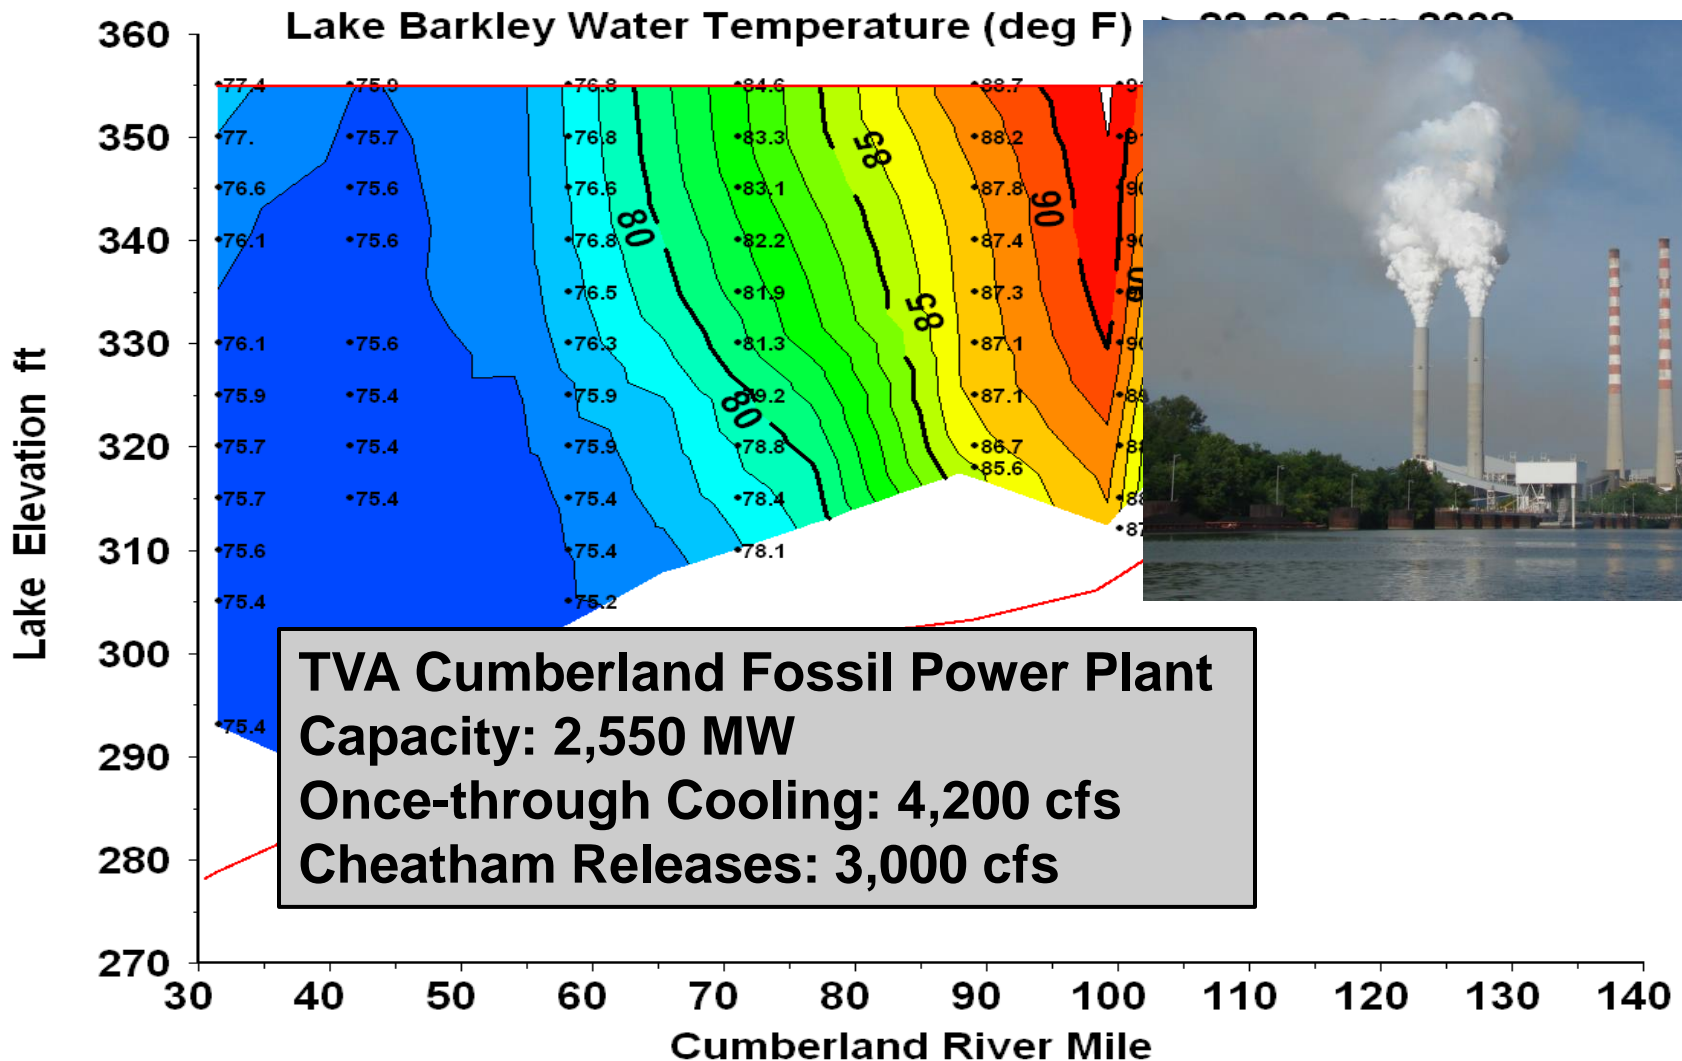 Lake Barkley Water Temperature (deg F)
360
77.4 75.9 76.8 84.6 88.7
350 77. 75.7 76.8 83.3 88.2
76.6 75.6 76.6 83.1 87.8
85
90
340 76.1 75.6 76.8 82.2 87.4
80
76.5 81.9 87.3
85
330 76.1 75.6 76.3 81.3 87.1
75.9 75.4 75.9 79.2 87.1
80
320 75.7 75.4 75.9 78.8 86.7
85.6
75.7 75.4 75.4 78.4
310 75.6 75.4 78.1
75.4 75.2
300
75.4
290
280
270
Lake Elevation ft
TVA Cumberland Fossil Power Plant
Capacity: 2,550 MW
Once-through Cooling: 4,200 cfs
Cheatham Releases: 3,000 cfs
30 40 50 60 70 80 90 100 110 120 130 140
Cumberland River Mile